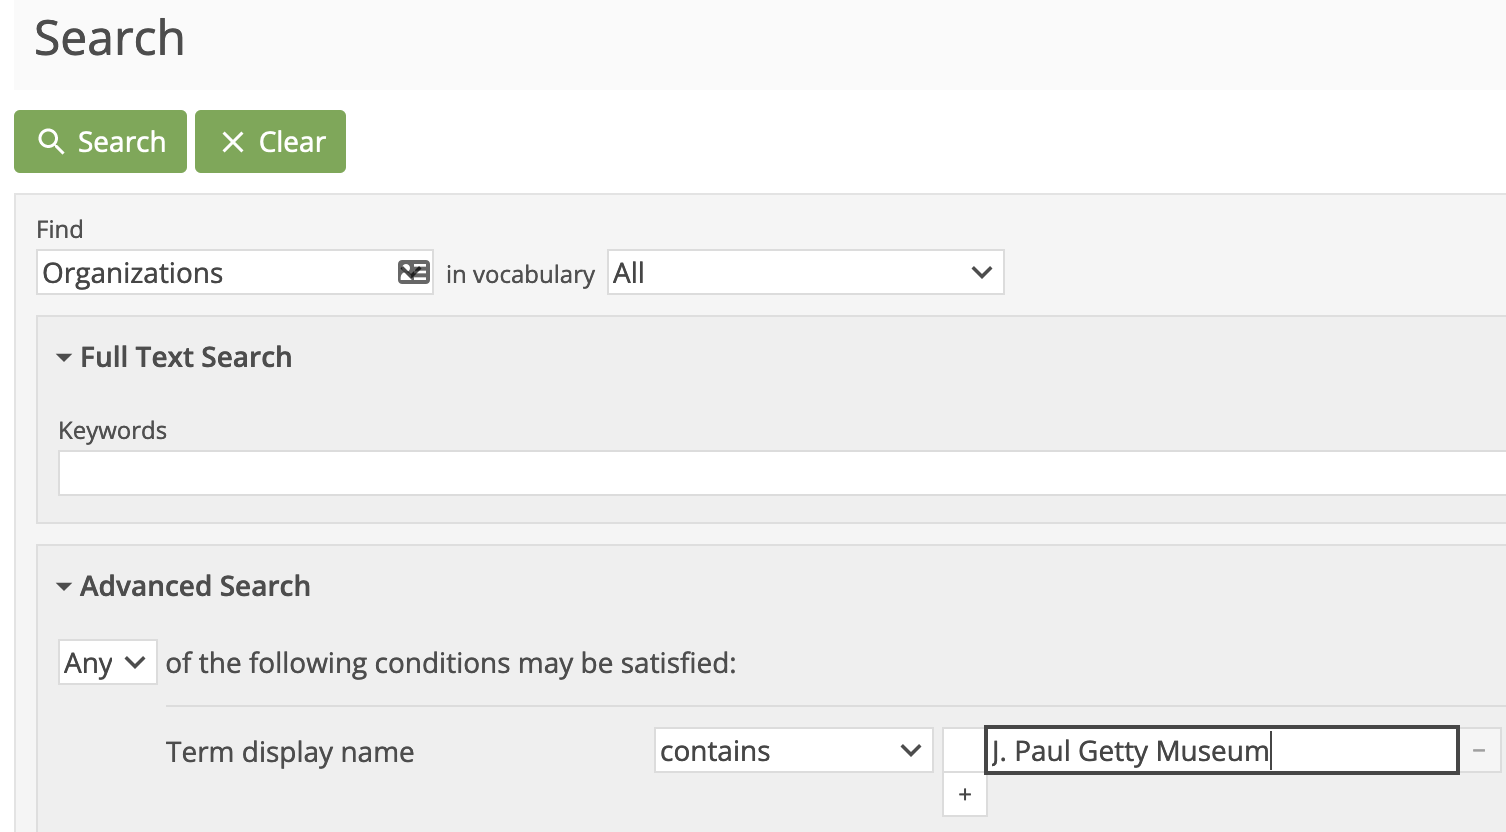 Search
Search Clear
Find
Organizations in vocabulary All
Full Text Search
Keywords
Advanced Search
Any of the following conditions may be satisfied:
Term display name contains J. Paul Getty Museum −
+